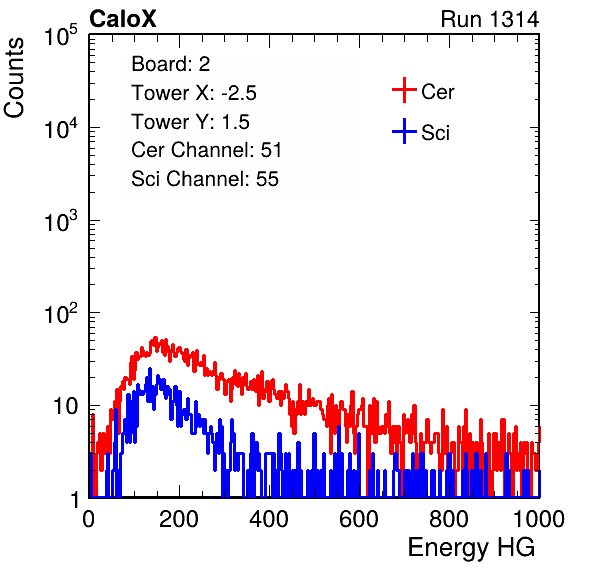 CaloX Run 1314
Counts
10^5
10^4
10^3
10^2
10
1
Board: 2
Tower X: -2.5
Tower Y: 1.5
Cer Channel: 51
Sci Channel: 55
Cer
Sci
0 200 400 600 800 1000
Energy HG